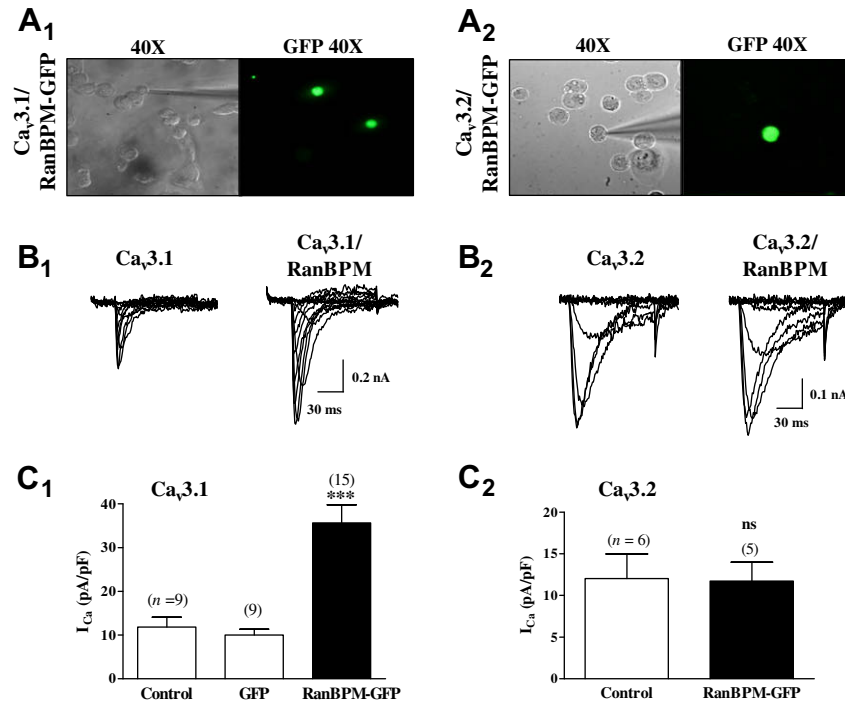 A1
40X GFP 40X
Cav3.1/
RanBPM-GFP
A2
40X GFP 40X
Cav3.2/
RanBPM-GFP
B1
Cav3.1
Cav3.1/
RanBPM
0.2 nA
30 ms
B2
Cav3.2
Cav3.2/
RanBPM
0.1 nA
30 ms
C1
Cav3.1
ICa (pA/pF)
40
30
20
10
0
(n =9)
(9)
(15)
***
Control GFP RanBPM-GFP
C2
Cav3.2
ICa (pA/pF)
20
15
10
5
0
(n = 6)
ns
(5)
Control RanBPM-GFP